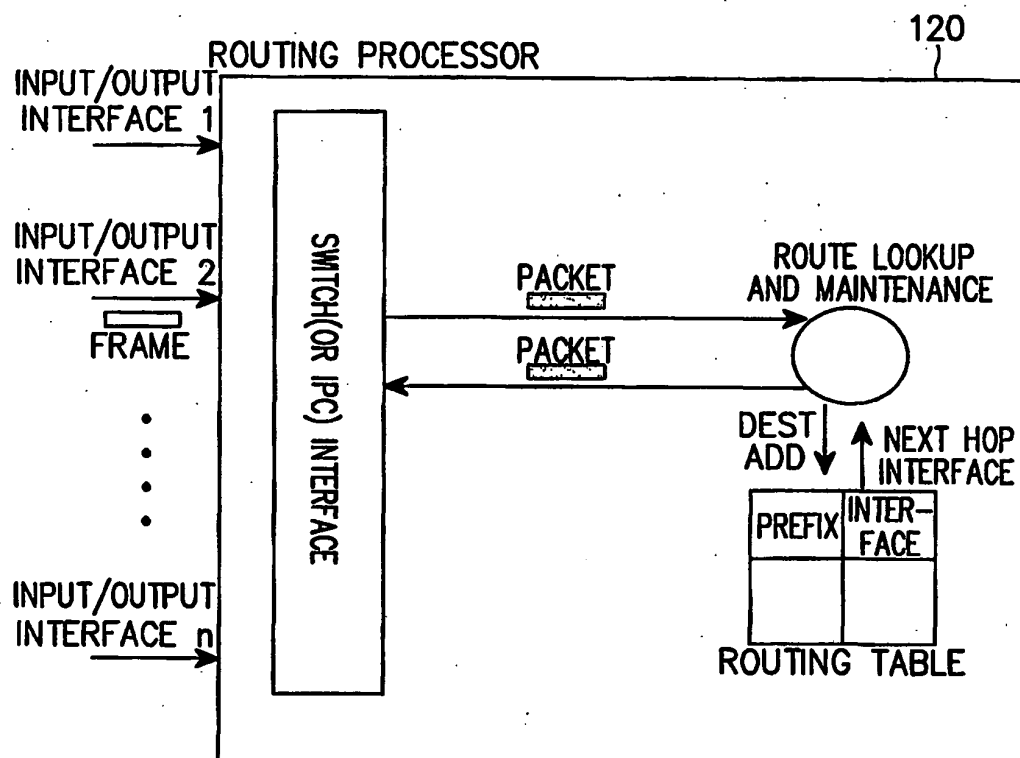 120
ROUTING PROCESSOR
INPUT/OUTPUT
INTERFACE 1
INPUT/OUTPUT
INTERFACE 2
FRAME
INPUT/OUTPUT
INTERFACE n
SWITCH(OR IPC) INTERFACE
PACKET
PACKET
ROUTE LOOKUP
AND MAINTENANCE
DEST
ADD
NEXT HOP
INTERFACE
PREFIX
INTER-
FACE
ROUTING TABLE